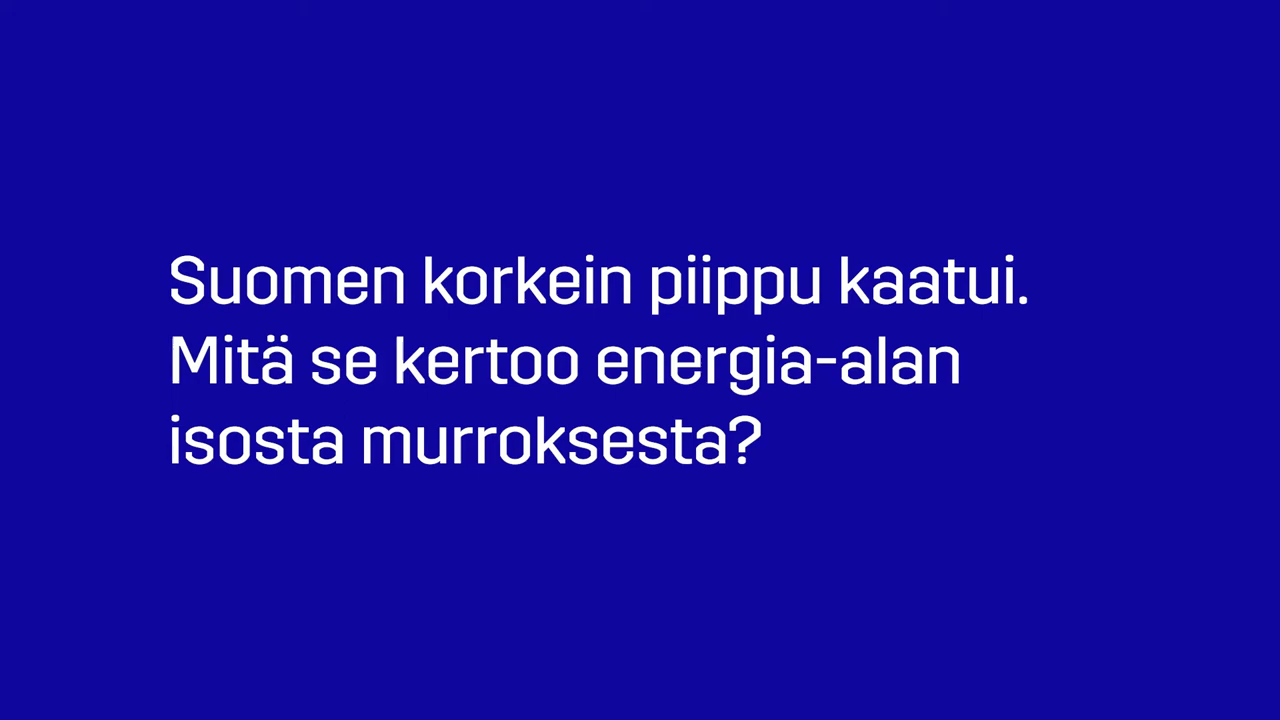 Suomen korkein piippu kaatui.
Mitä se kertoo energia-alan
isosta murroksesta?